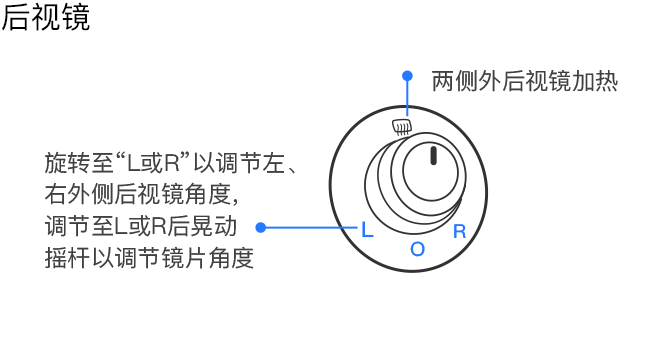 后视镜
两侧外后视镜加热
旋转至“L或R”以调节左、
右外侧后视镜角度，
调节至L或R后晃动
摇杆以调节镜片角度
L
R
O